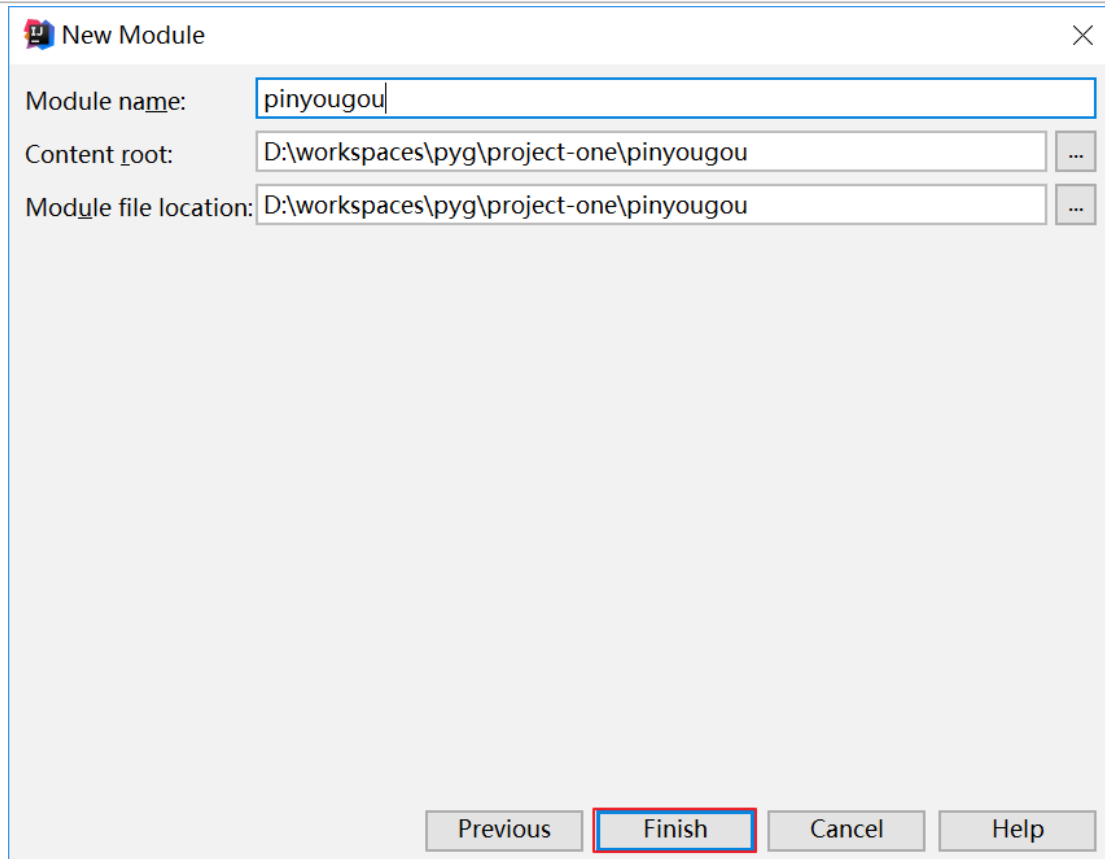 New Module
Module name: pinyougou
Content root: D:\workspaces\pyg\project-one\pinyougou ...
Module file location: D:\workspaces\pyg\project-one\pinyougou ...
Previous Finish Cancel Help